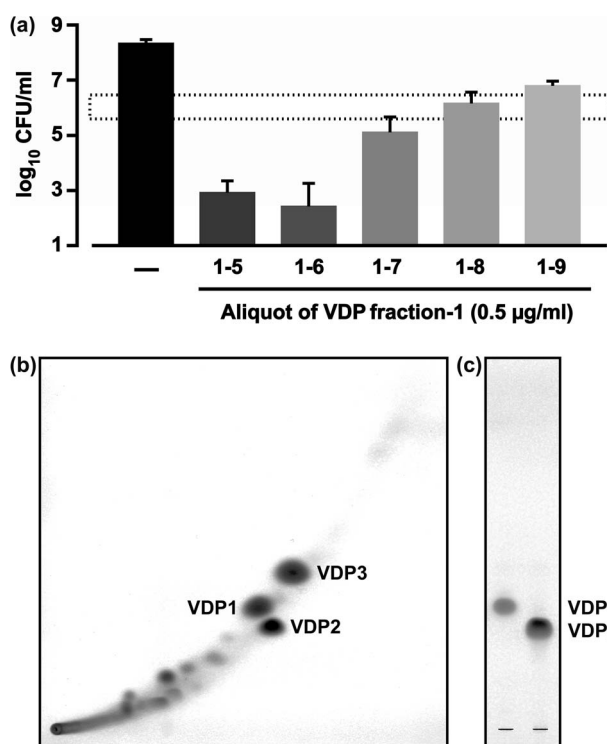 (a)
9
7
5
3
1
log10 CFU/ml
— 1-5 1-6 1-7 1-8 1-9
Aliquot of VDP fraction-1 (0.5 µg/ml)
(b)
VDP3
VDP1
VDP2
(c)
VDP
VDP